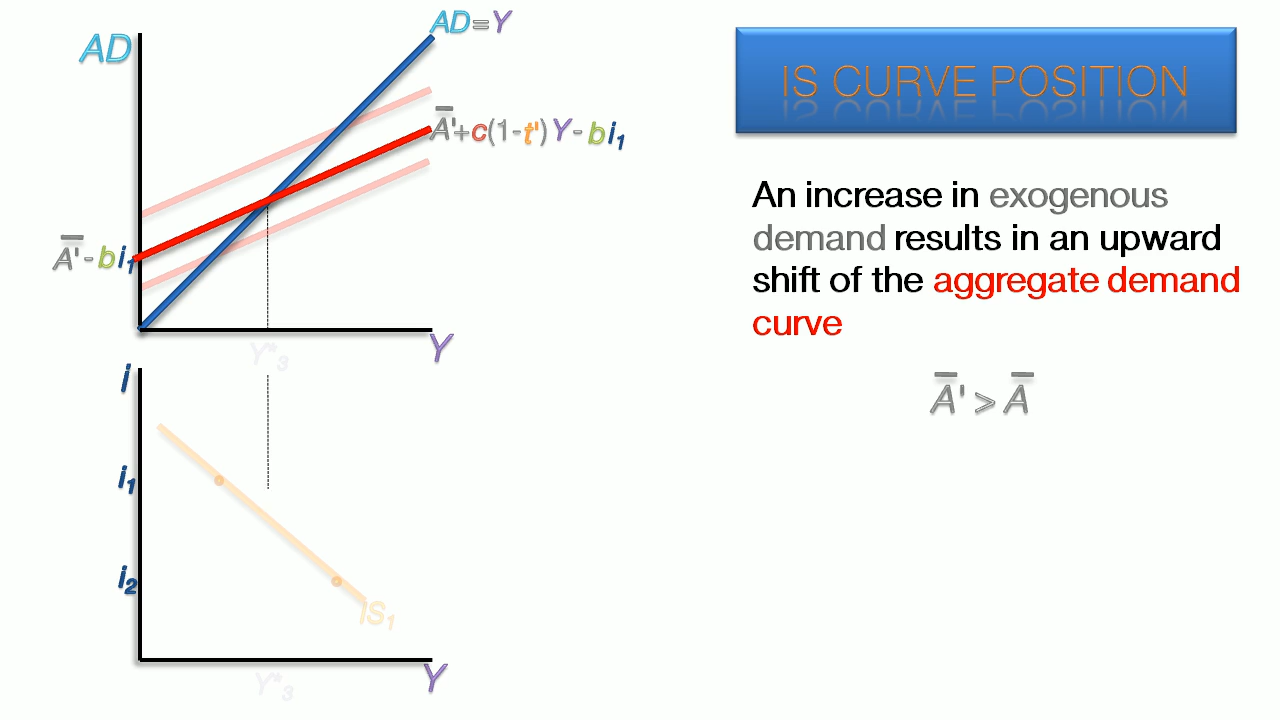 AD=Y
AD
A̅'+c(1-t')Y-bi₁
A̅'-bi₁
Y
Y*₃
i
i₁
i₂
IS₁
Y
Y*₃
IS CURVE POSITION
An increase in exogenous
demand results in an upward
shift of the aggregate demand
curve
A̅' > A̅